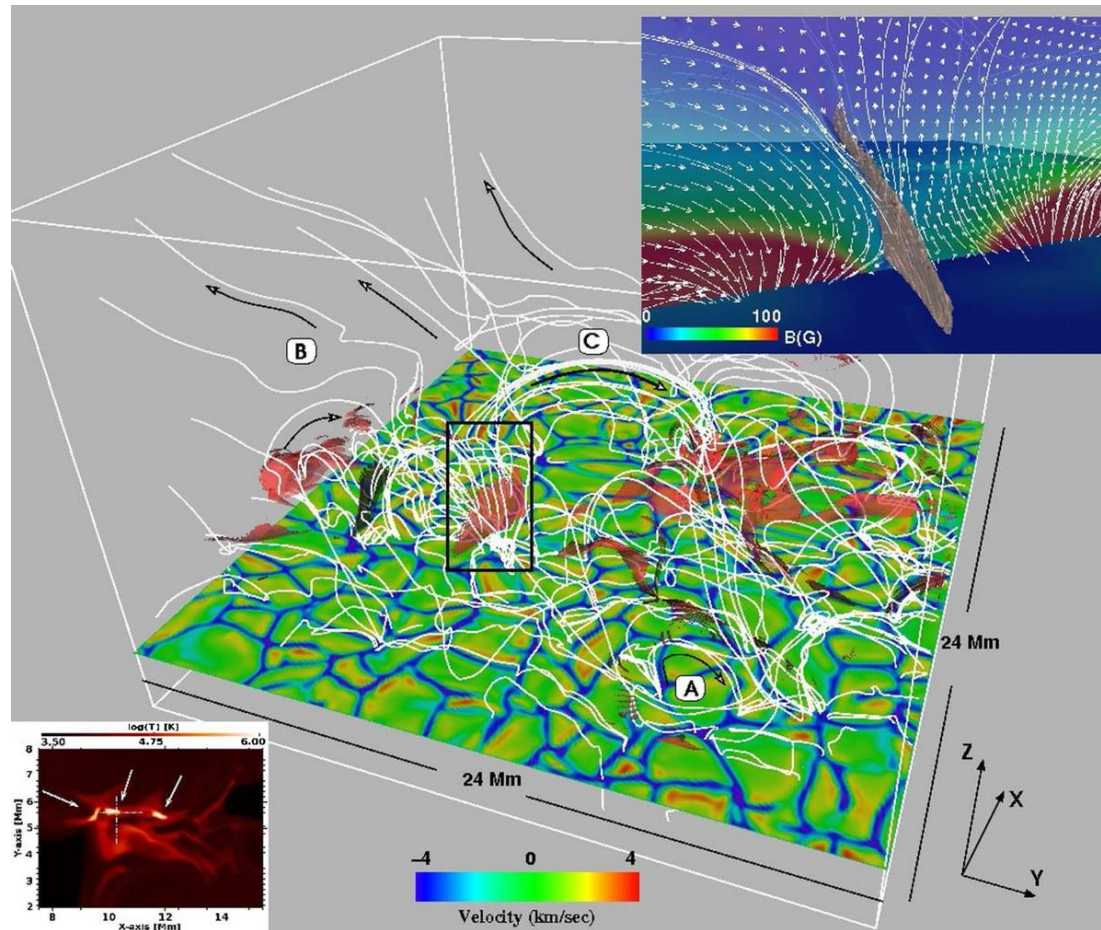 0 100
B(G)
C
B
24 Mm
A
24 Mm
Z
X
Y
−4 0 4
Velocity (km/sec)
log(T) [K]
3.50 4.75 6.00
8
7
6
5
4
3
2
Y-axis [Mm]
8 10 12 14
X-axis [Mm]